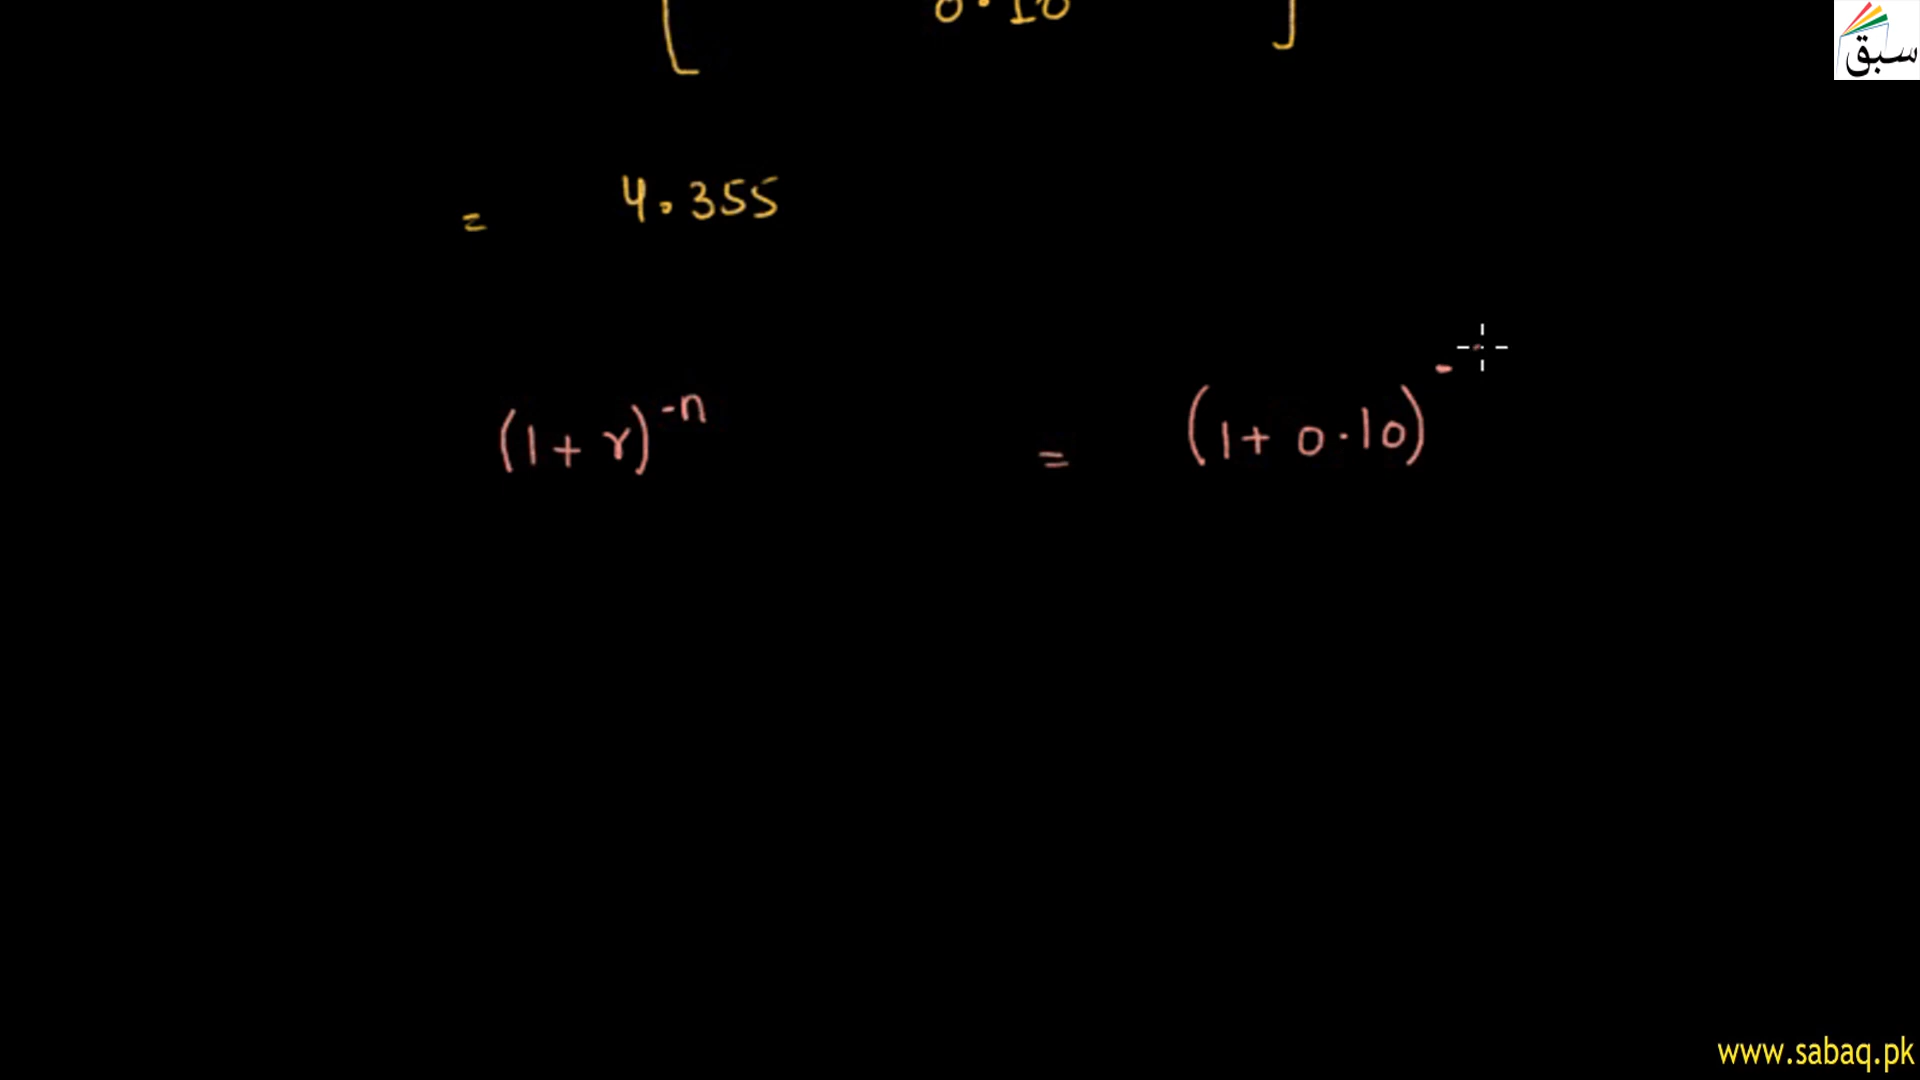 0.10
سبق
= 4.355
(1 + r)^-n = (1 + 0.10)^-
www.sabaq.pk